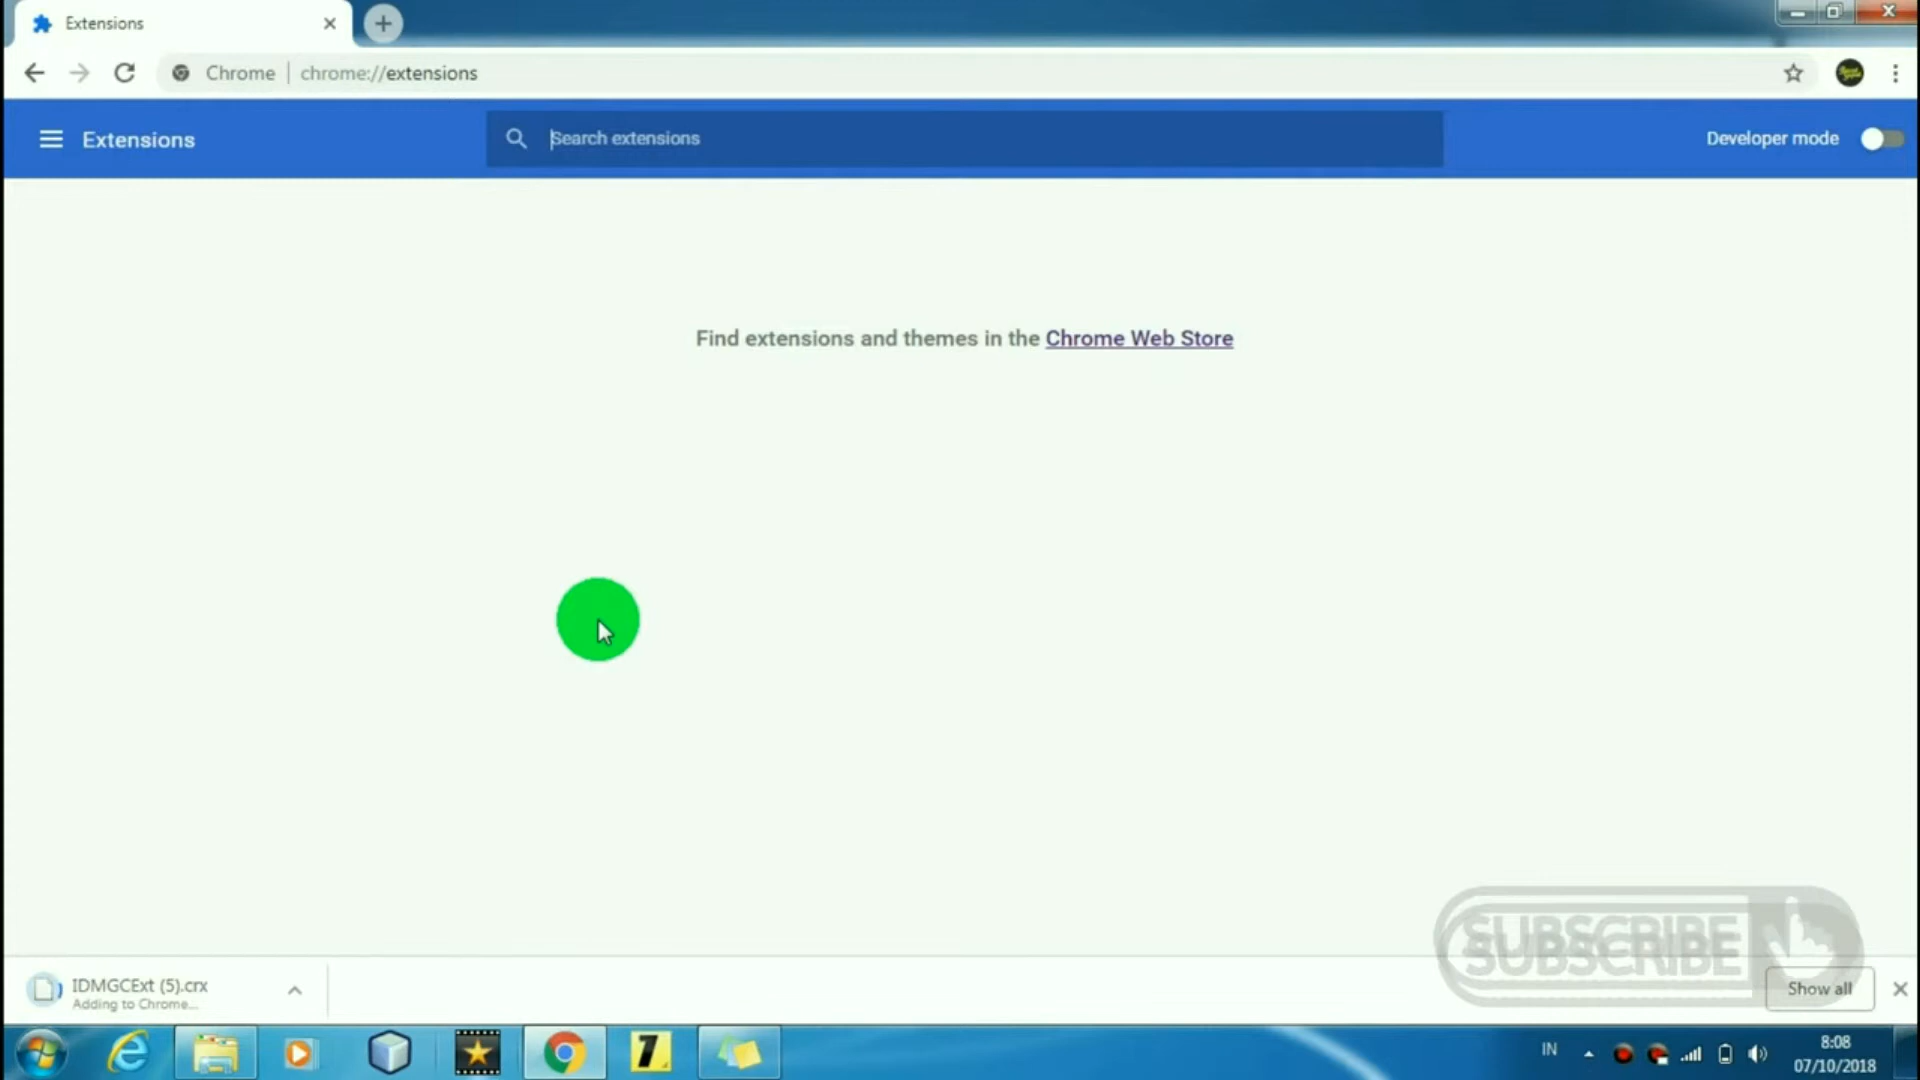 Extensions
Chrome
chrome://extensions
Extensions
Search extensions
Developer mode
Find extensions and themes in the Chrome Web Store
SUBSCRIBE
IDMGCExt (5).crx
Adding to Chrome...
Show all
IN
8:08
07/10/2018